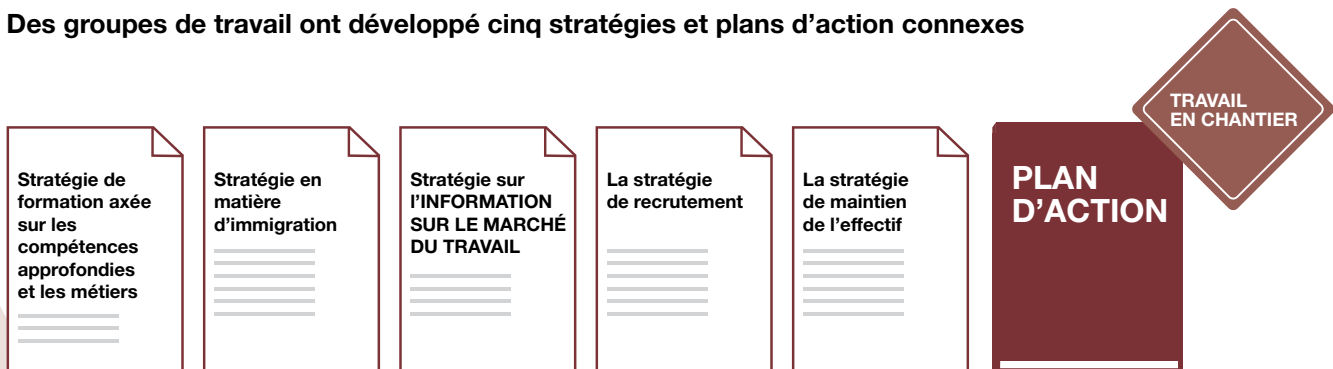 Des groupes de travail ont développé cinq stratégies et plans d’action connexes
TRAVAIL
EN CHANTIER
Stratégie de
formation axée
sur les
compétences
approfondies
et les métiers
Stratégie en
matière
d’immigration
Stratégie sur
l’INFORMATION
SUR LE MARCHÉ
DU TRAVAIL
La stratégie
de recrutement
La stratégie
de maintien
de l’effectif
PLAN
D’ACTION